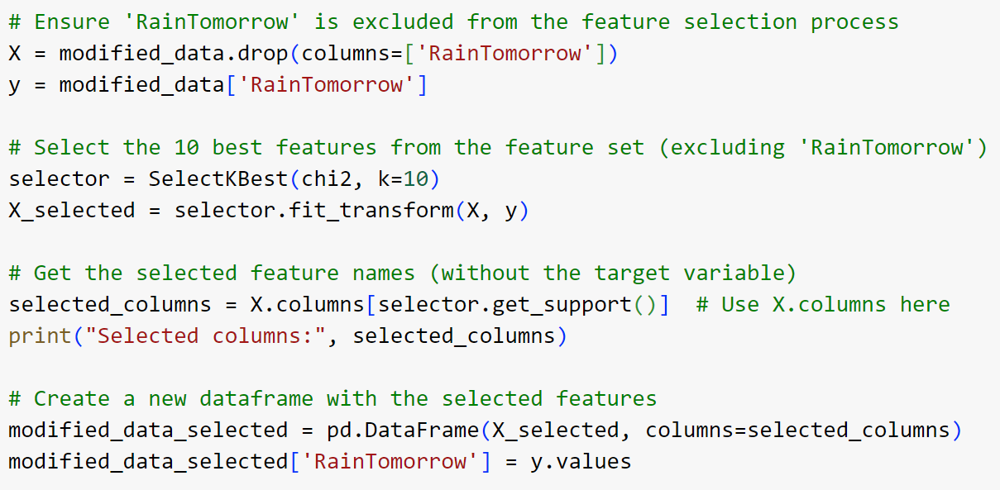 # Ensure 'RainTomorrow' is excluded from the feature selection process
X = modified_data.drop(columns=['RainTomorrow'])
y = modified_data['RainTomorrow']

# Select the 10 best features from the feature set (excluding 'RainTomorrow')
selector = SelectKBest(chi2, k=10)
X_selected = selector.fit_transform(X, y)

# Get the selected feature names (without the target variable)
selected_columns = X.columns[selector.get_support()]  # Use X.columns here
print("Selected columns:", selected_columns)

# Create a new dataframe with the selected features
modified_data_selected = pd.DataFrame(X_selected, columns=selected_columns)
modified_data_selected['RainTomorrow'] = y.values